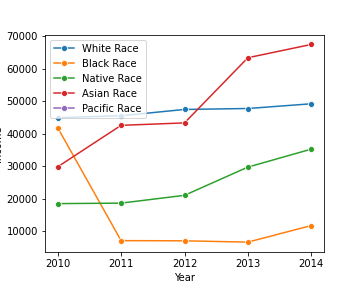 70000
60000
50000
40000
30000
20000
10000
White Race
Black Race
Native Race
Asian Race
Pacific Race
2010 2011 2012 2013 2014
Year